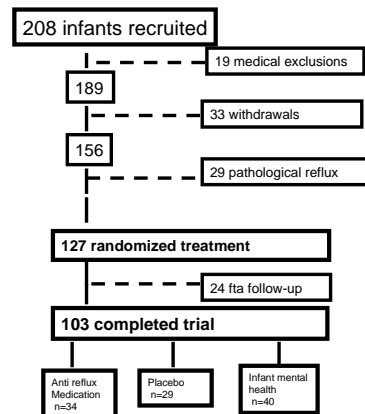 208 infants recruited
19 medical exclusions
189
33 withdrawals
156
29 pathological reflux
127 randomized treatment
24 fta follow-up
103 completed trial
Anti reflux
Medication
n=34
Placebo
n=29
Infant mental
health
n=40